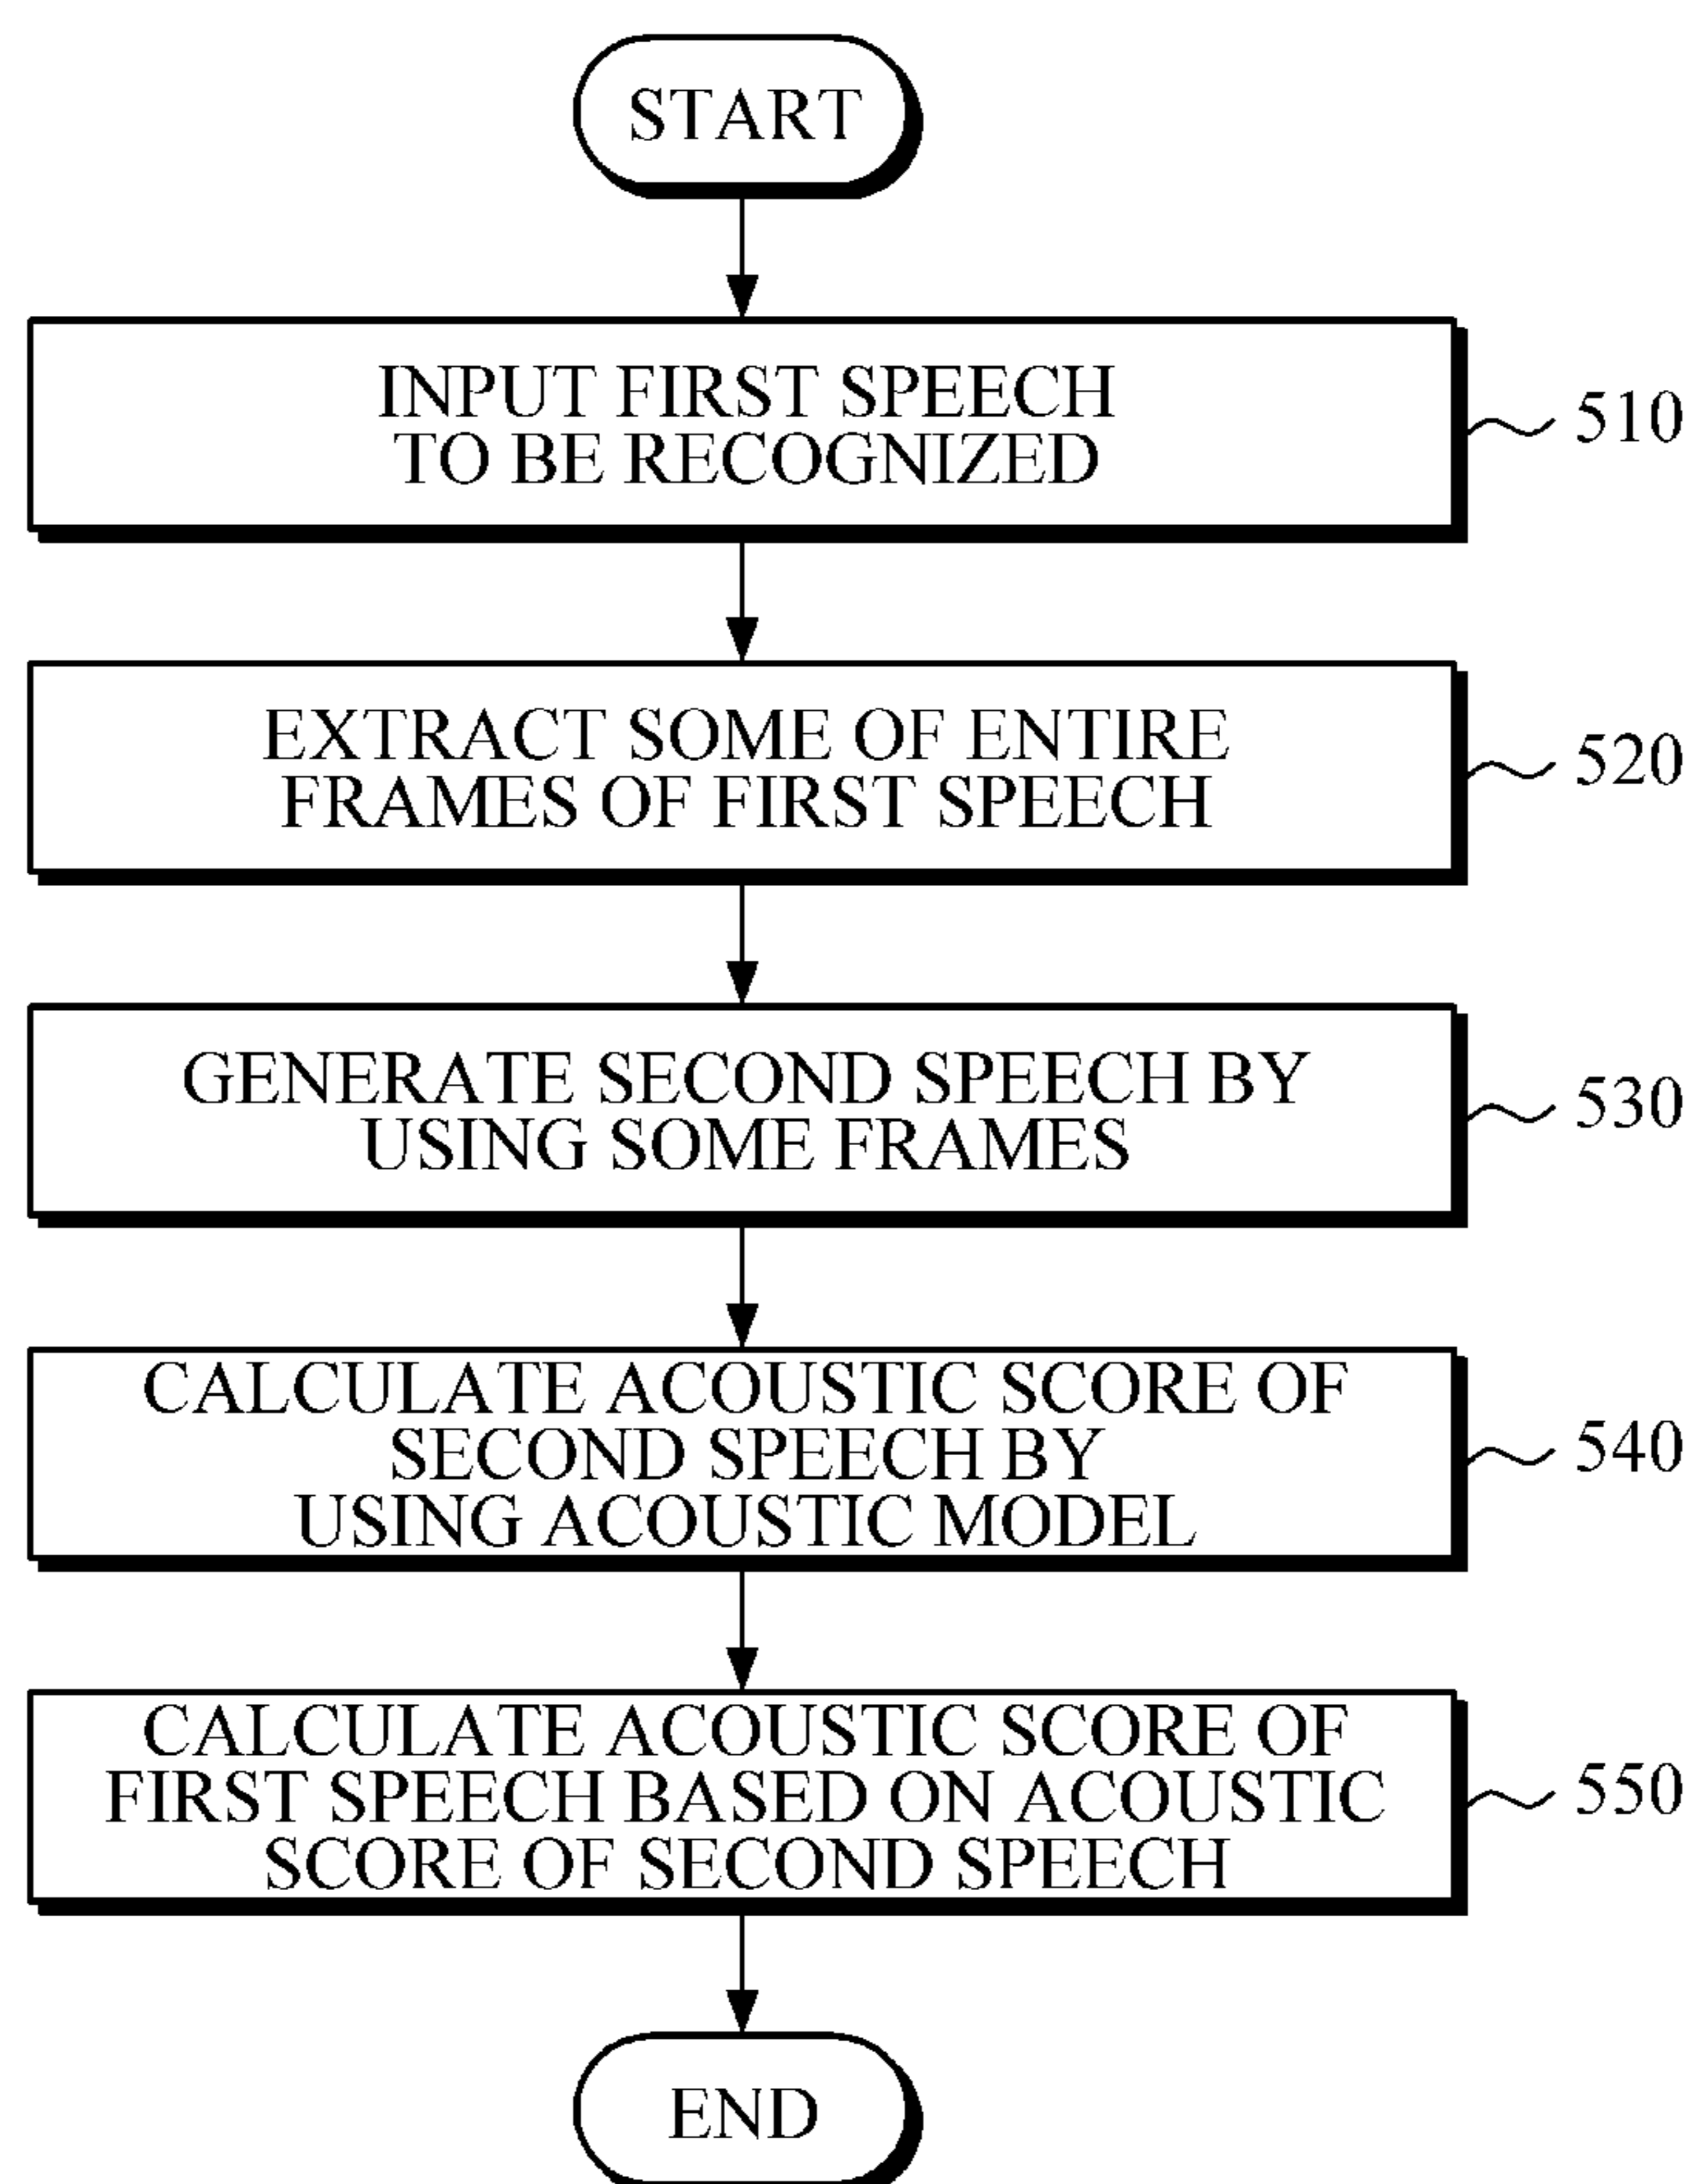 START
INPUT FIRST SPEECH
TO BE RECOGNIZED
510
EXTRACT SOME OF ENTIRE
FRAMES OF FIRST SPEECH
520
GENERATE SECOND SPEECH BY
USING SOME FRAMES
530
CALCULATE ACOUSTIC SCORE OF
SECOND SPEECH BY
USING ACOUSTIC MODEL
540
CALCULATE ACOUSTIC SCORE OF
FIRST SPEECH BASED ON ACOUSTIC
SCORE OF SECOND SPEECH
550
END